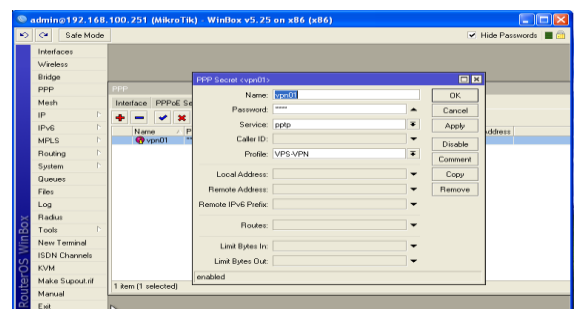 admin@192.168.100.251 (MikroTik) - WinBox v5.25 on x86 (x86)
Safe Mode
Hide Passwords
Interfaces
Wireless
Bridge
PPP
Mesh
IP
IPv6
MPLS
Routing
System
Queues
Files
Log
Radius
Tools
New Terminal
ISDN Channels
KVM
Make Supout.rif
Manual
Exit
RouterOS WinBox
PPP
Interface PPPoE Se
Name
vpn01
1 item (1 selected)
PPP Secret <vpn01>
Name: vpn01
Password: ****
Service: pptp
Caller ID:
Profile: VPS-VPN
Local Address:
Remote Address:
Remote IPv6 Prefix:
Routes:
Limit Bytes In:
Limit Bytes Out:
enabled
OK
Cancel
Apply
Disable
Comment
Copy
Remove
ddress